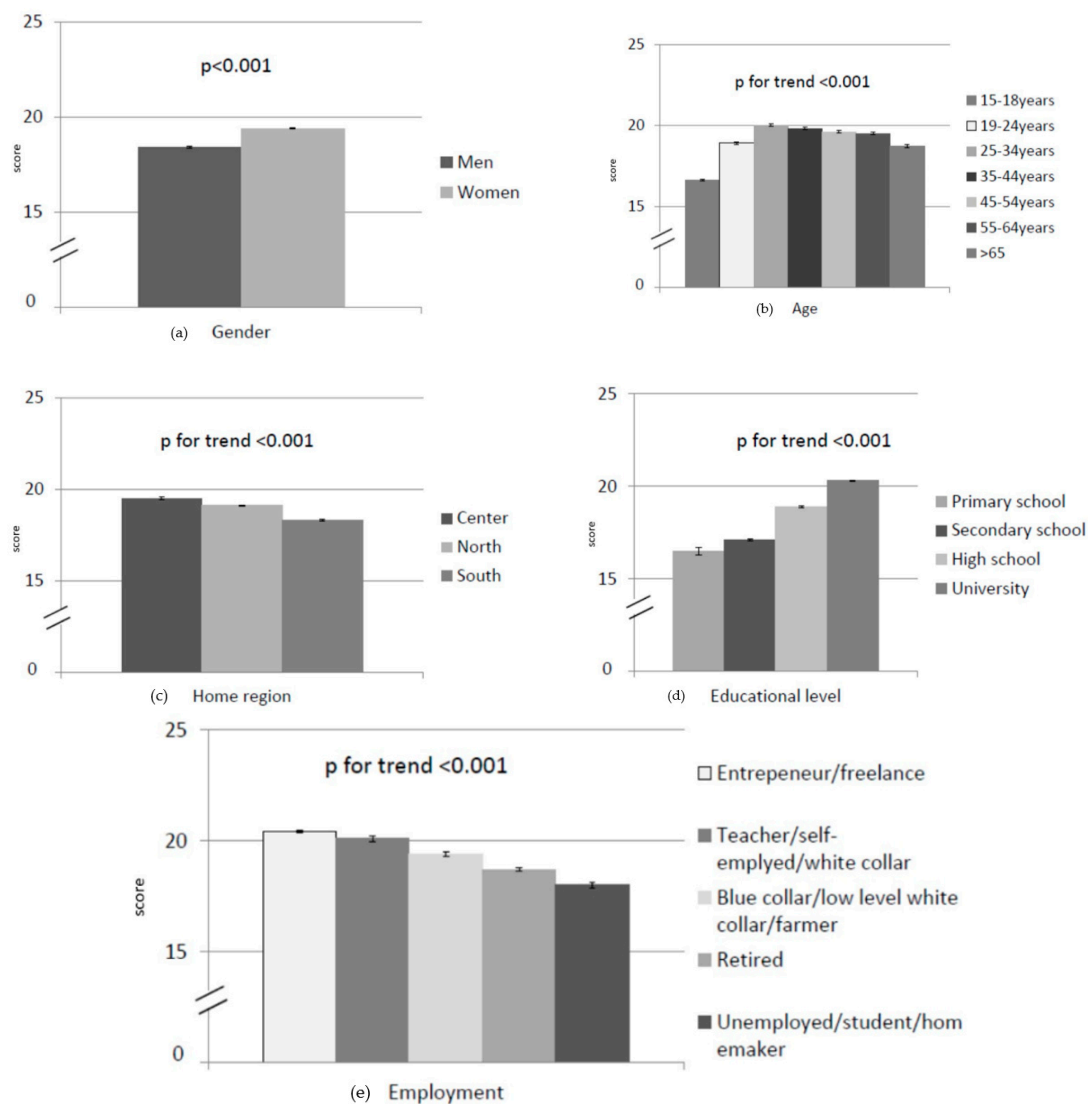 25
p<0.001
20
score
15
0
Men
Women
(a) Gender
25
p for trend <0.001
20
score
15
0
15-18years
19-24years
25-34years
35-44years
45-54years
55-64years
>65
(b) Age
25
p for trend <0.001
20
score
15
0
Center
North
South
(c) Home region
25
p for trend <0.001
20
score
15
0
Primary school
Secondary school
High school
University
(d) Educational level
25
p for trend <0.001
20
score
15
0
Entrepeneur/freelance
Teacher/self-
emplyed/white collar
Blue collar/low level white
collar/farmer
Retired
Unemployed/student/hom
emaker
(e) Employment